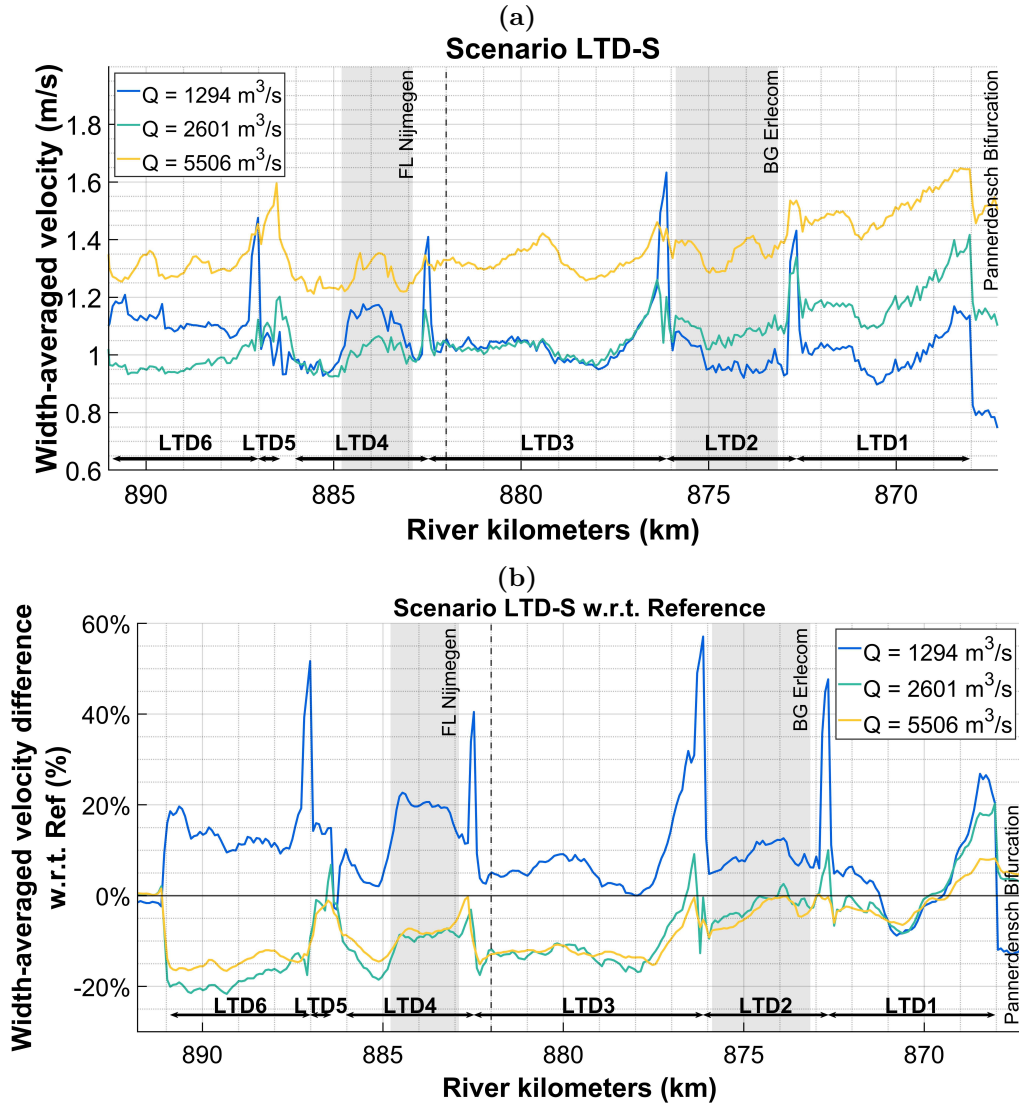 (a)
Scenario LTD-S
Width-averaged velocity (m/s)
1.8
1.6
1.4
1.2
1
0.8
0.6
Q = 1294 m³/s
Q = 2601 m³/s
Q = 5506 m³/s
FL Nijmegen
BG Erlecom
Pannerdensch Bifurcation
LTD6 LTD5 LTD4 LTD3 LTD2 LTD1
890 885 880 875 870
River kilometers (km)
(b)
Scenario LTD-S w.r.t. Reference
Width-averaged velocity difference
w.r.t. Ref (%)
60%
40%
20%
0%
-20%
FL Nijmegen
BG Erlecom
Q = 1294 m³/s
Q = 2601 m³/s
Q = 5506 m³/s
Pannerdensch Bifurcation
LTD6 LTD5 LTD4 LTD3 LTD2 LTD1
890 885 880 875 870
River kilometers (km)